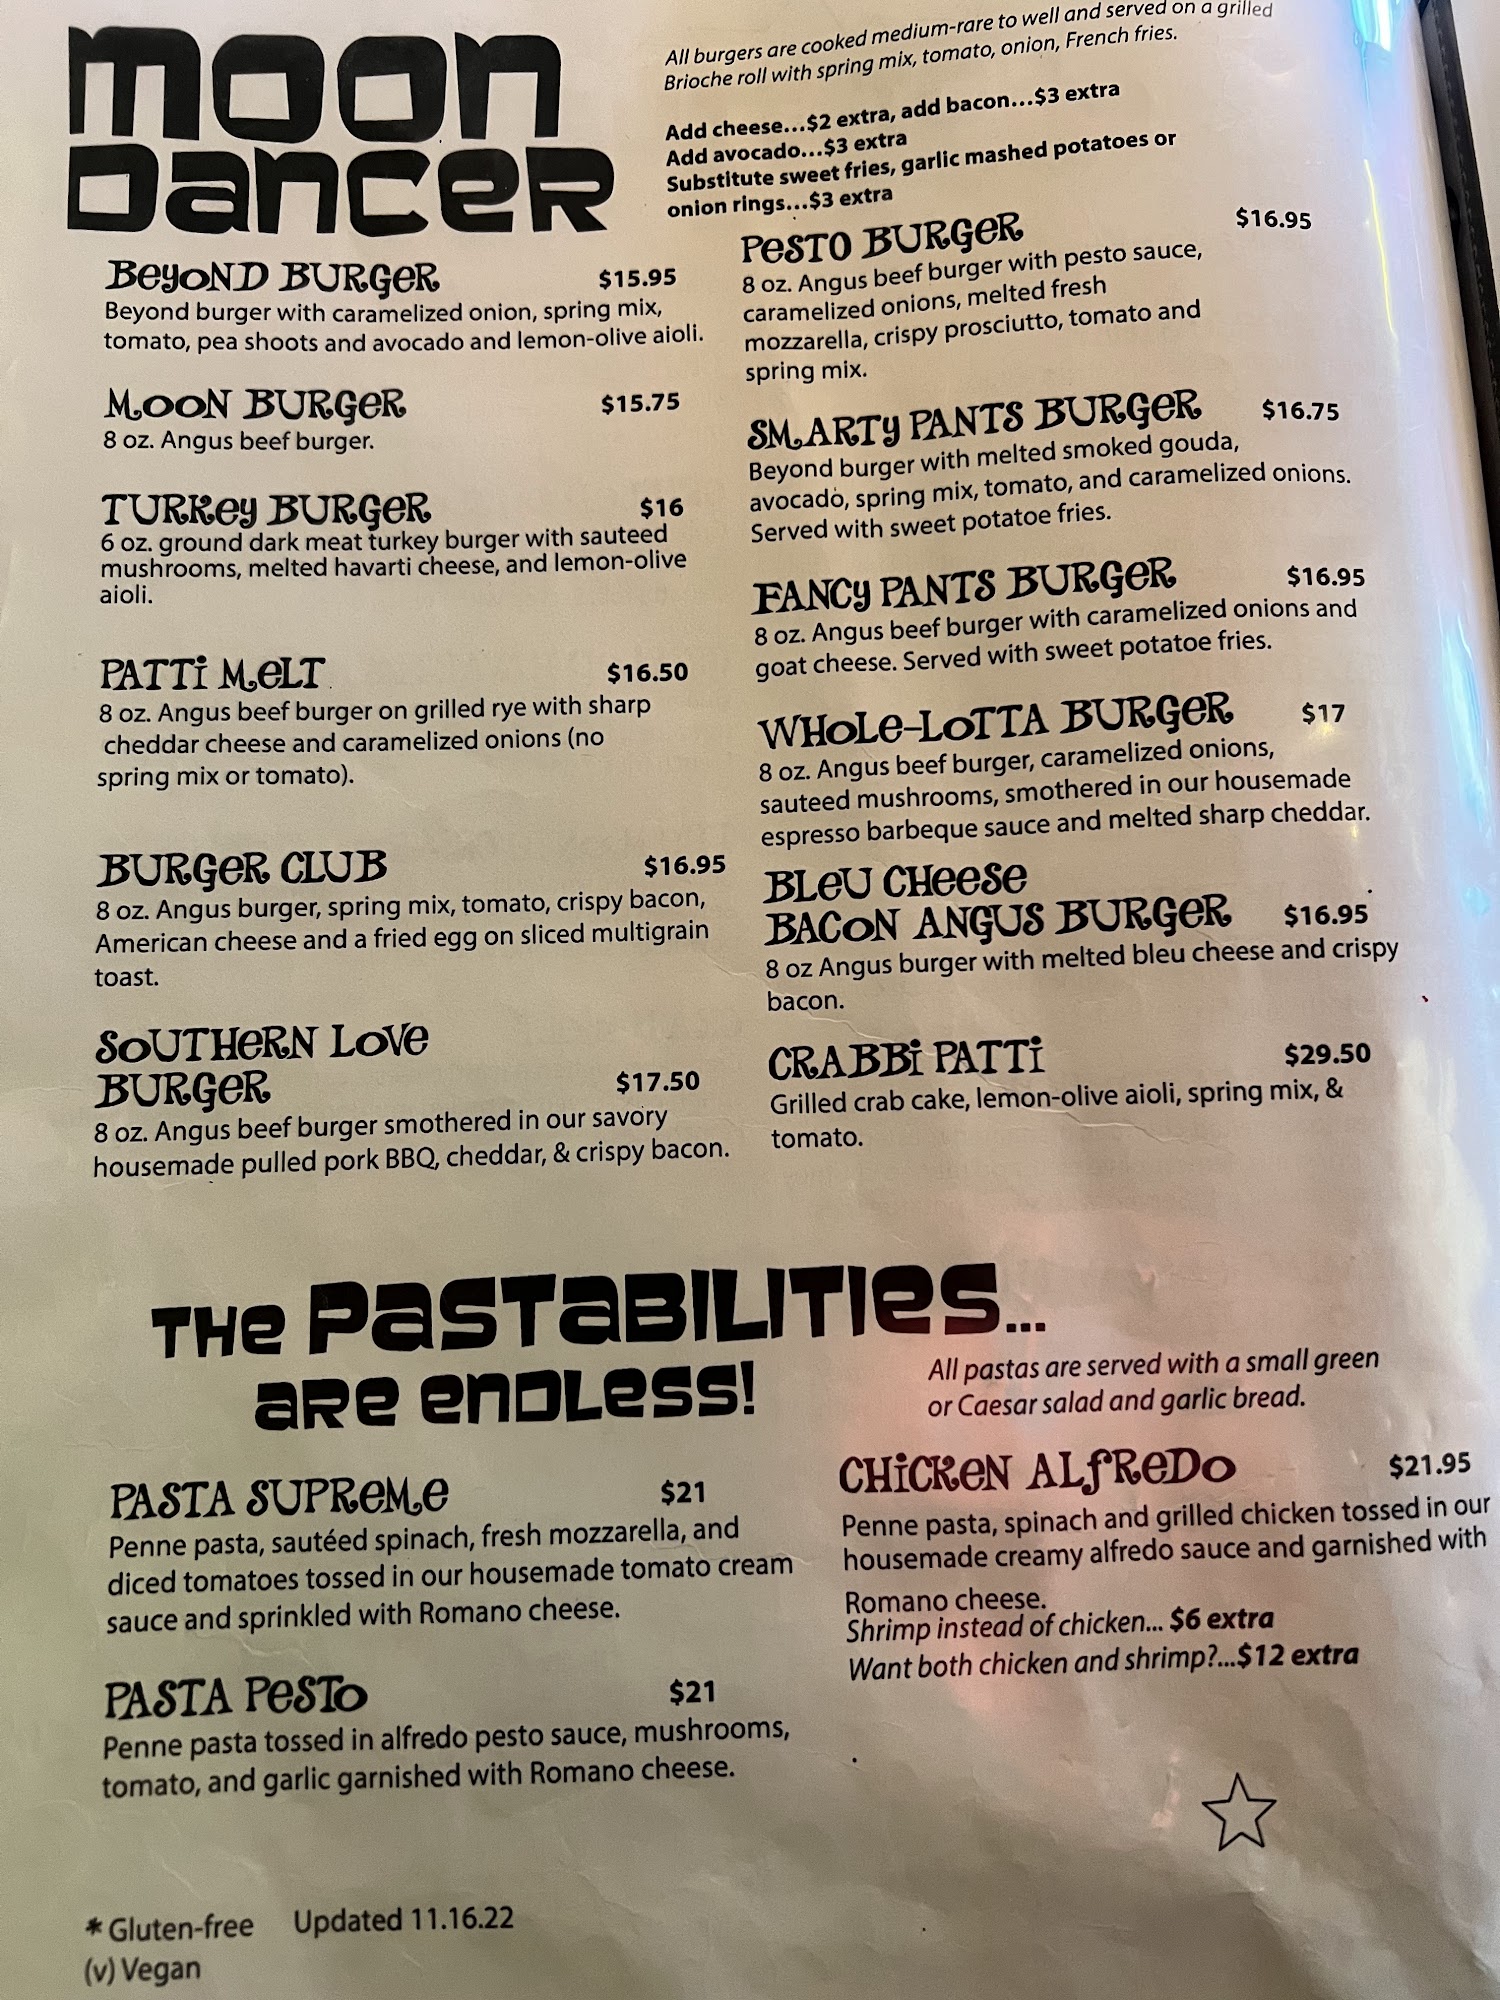 MOON
DANCER
All burgers are cooked medium-rare to well and served on a grilled
Brioche roll with spring mix, tomato, onion, French fries.
Add cheese...$2 extra, add bacon...$3 extra
Add avocado...$3 extra
Substitute sweet fries, garlic mashed potatoes or
onion rings...$3 extra
BEYOND BURGER $15.95
Beyond burger with caramelized onion, spring mix,
tomato, pea shoots and avocado and lemon-olive aioli.
MOON BURGER $15.75
8 oz. Angus beef burger.
TURKEY BURGER $16
6 oz. ground dark meat turkey burger with sauteed
mushrooms, melted havarti cheese, and lemon-olive
aioli.
PATTI MELT $16.50
8 oz. Angus beef burger on grilled rye with sharp
cheddar cheese and caramelized onions (no
spring mix or tomato).
BURGER CLUB $16.95
8 oz. Angus burger, spring mix, tomato, crispy bacon,
American cheese and a fried egg on sliced multigrain
toast.
SOUTHERN LOVE
BURGER $17.50
8 oz. Angus beef burger smothered in our savory
housemade pulled pork BBQ, cheddar, & crispy bacon.
PESTO BURGER $16.95
8 oz. Angus beef burger with pesto sauce,
caramelized onions, melted fresh
mozzarella, crispy prosciutto, tomato and
spring mix.
SMARTY PANTS BURGER $16.75
Beyond burger with melted smoked gouda,
avocado, spring mix, tomato, and caramelized onions.
Served with sweet potatoe fries.
FANCY PANTS BURGER $16.95
8 oz. Angus beef burger with caramelized onions and
goat cheese. Served with sweet potatoe fries.
WHOLE-LOTTA BURGER $17
8 oz. Angus beef burger, caramelized onions,
sauteed mushrooms, smothered in our housemade
espresso barbeque sauce and melted sharp cheddar.
BLEU CHEESE
BACON ANGUS BURGER $16.95
8 oz Angus burger with melted bleu cheese and crispy
bacon.
CRABBI PATTI $29.50
Grilled crab cake, lemon-olive aioli, spring mix, &
tomato.
THE PASTABILITIES...
ARE ENDLESS!
All pastas are served with a small green
or Caesar salad and garlic bread.
PASTA SUPREME $21
Penne pasta, sautéed spinach, fresh mozzarella, and
diced tomatoes tossed in our housemade tomato cream
sauce and sprinkled with Romano cheese.
PASTA PESTO $21
Penne pasta tossed in alfredo pesto sauce, mushrooms,
tomato, and garlic garnished with Romano cheese.
CHICKEN ALFREDO $21.95
Penne pasta, spinach and grilled chicken tossed in our
housemade creamy alfredo sauce and garnished with
Romano cheese.
Shrimp instead of chicken... $6 extra
Want both chicken and shrimp?...$12 extra
* Gluten-free Updated 11.16.22
(v) Vegan